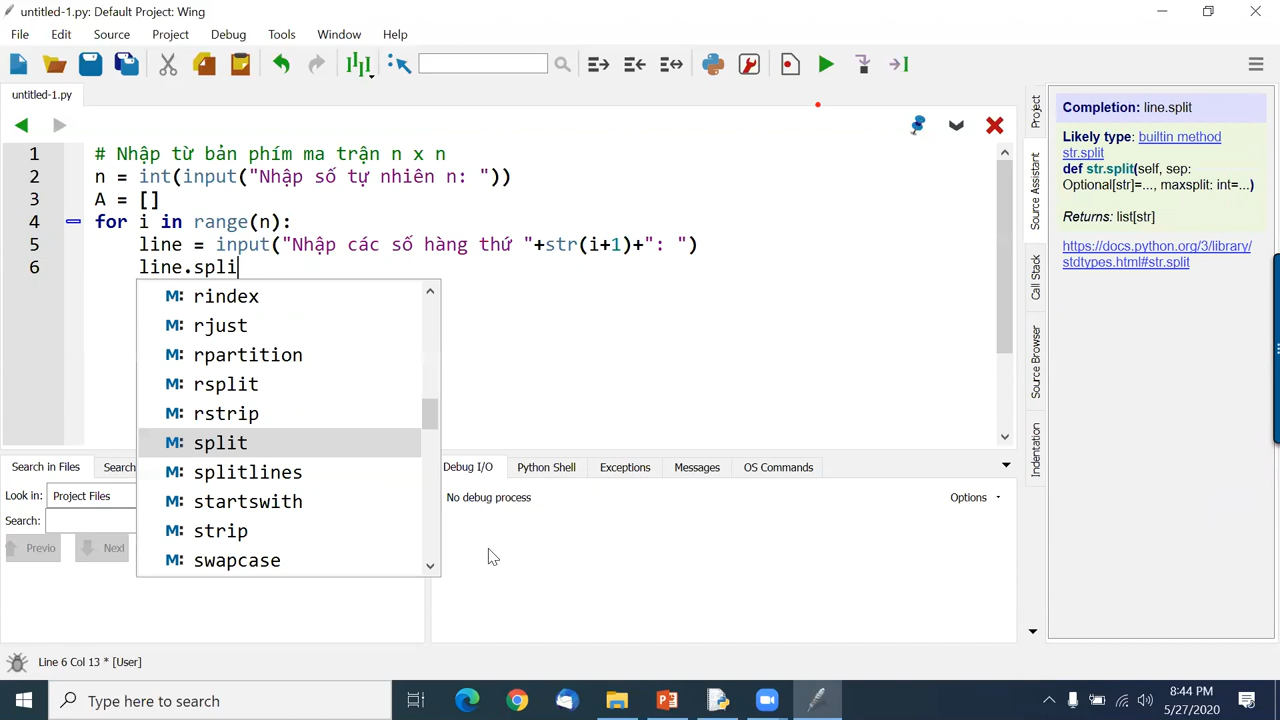 untitled-1.py: Default Project: Wing
File Edit Source Project Debug Tools Window Help
untitled-1.py
1 # Nhập từ bản phím ma trận n x n
2 n = int(input("Nhập số tự nhiên n: "))
3 A = []
4 for i in range(n):
5 line = input("Nhập các số hàng thứ "+str(i+1)+": ")
6 line.spli
M: rindex
M: rjust
M: rpartition
M: rsplit
M: rstrip
M: split
M: splitlines
M: startswith
M: strip
M: swapcase
Project
Source Assistant
Call Stack
Source Browser
Indentation
Completion: line.split
Likely type: builtin method
str.split
def str.split(self, sep:
Optional[str]=..., maxsplit: int=...)
Returns: list[str]
https://docs.python.org/3/library/
stdtypes.html#str.split
Search in Files Search
Look in: Project Files
Search:
Previo Next
Debug I/O Python Shell Exceptions Messages OS Commands
No debug process Options
Line 6 Col 13 * [User]
Type here to search
8:44 PM
5/27/2020